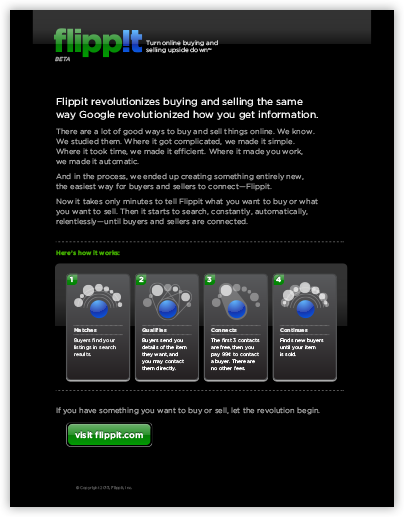 flippit
Turn online buying and
selling upside down℠
BETA
Flippit revolutionizes buying and selling the same
way Google revolutionized how you get information.
There are a lot of good ways to buy and sell things online. We know.
We studied them. Where it got complicated, we made it simple.
Where it took time, we made it efficient. Where it made you work,
we made it automatic.
And in the process, we ended up creating something entirely new,
the easiest way for buyers and sellers to connect—Flippit.
Now it takes only minutes to tell Flippit what you want to buy or what
you want to sell. Then it starts to search, constantly, automatically,
relentlessly—until buyers and sellers are connected.
Here's how it works:
1
Matches
Buyers find your
listings in search
results.
2
Qualifies
Buyers send you
details of the item
they want, and
you may contact
them directly.
3
Connects
The first 3 contacts
are free, then you
pay 99¢ to contact
a buyer. There are
no other fees.
4
Continues
Finds new buyers
until your item
is sold.
If you have something you want to buy or sell, let the revolution begin.
visit flippit.com
Flippit, Inc.